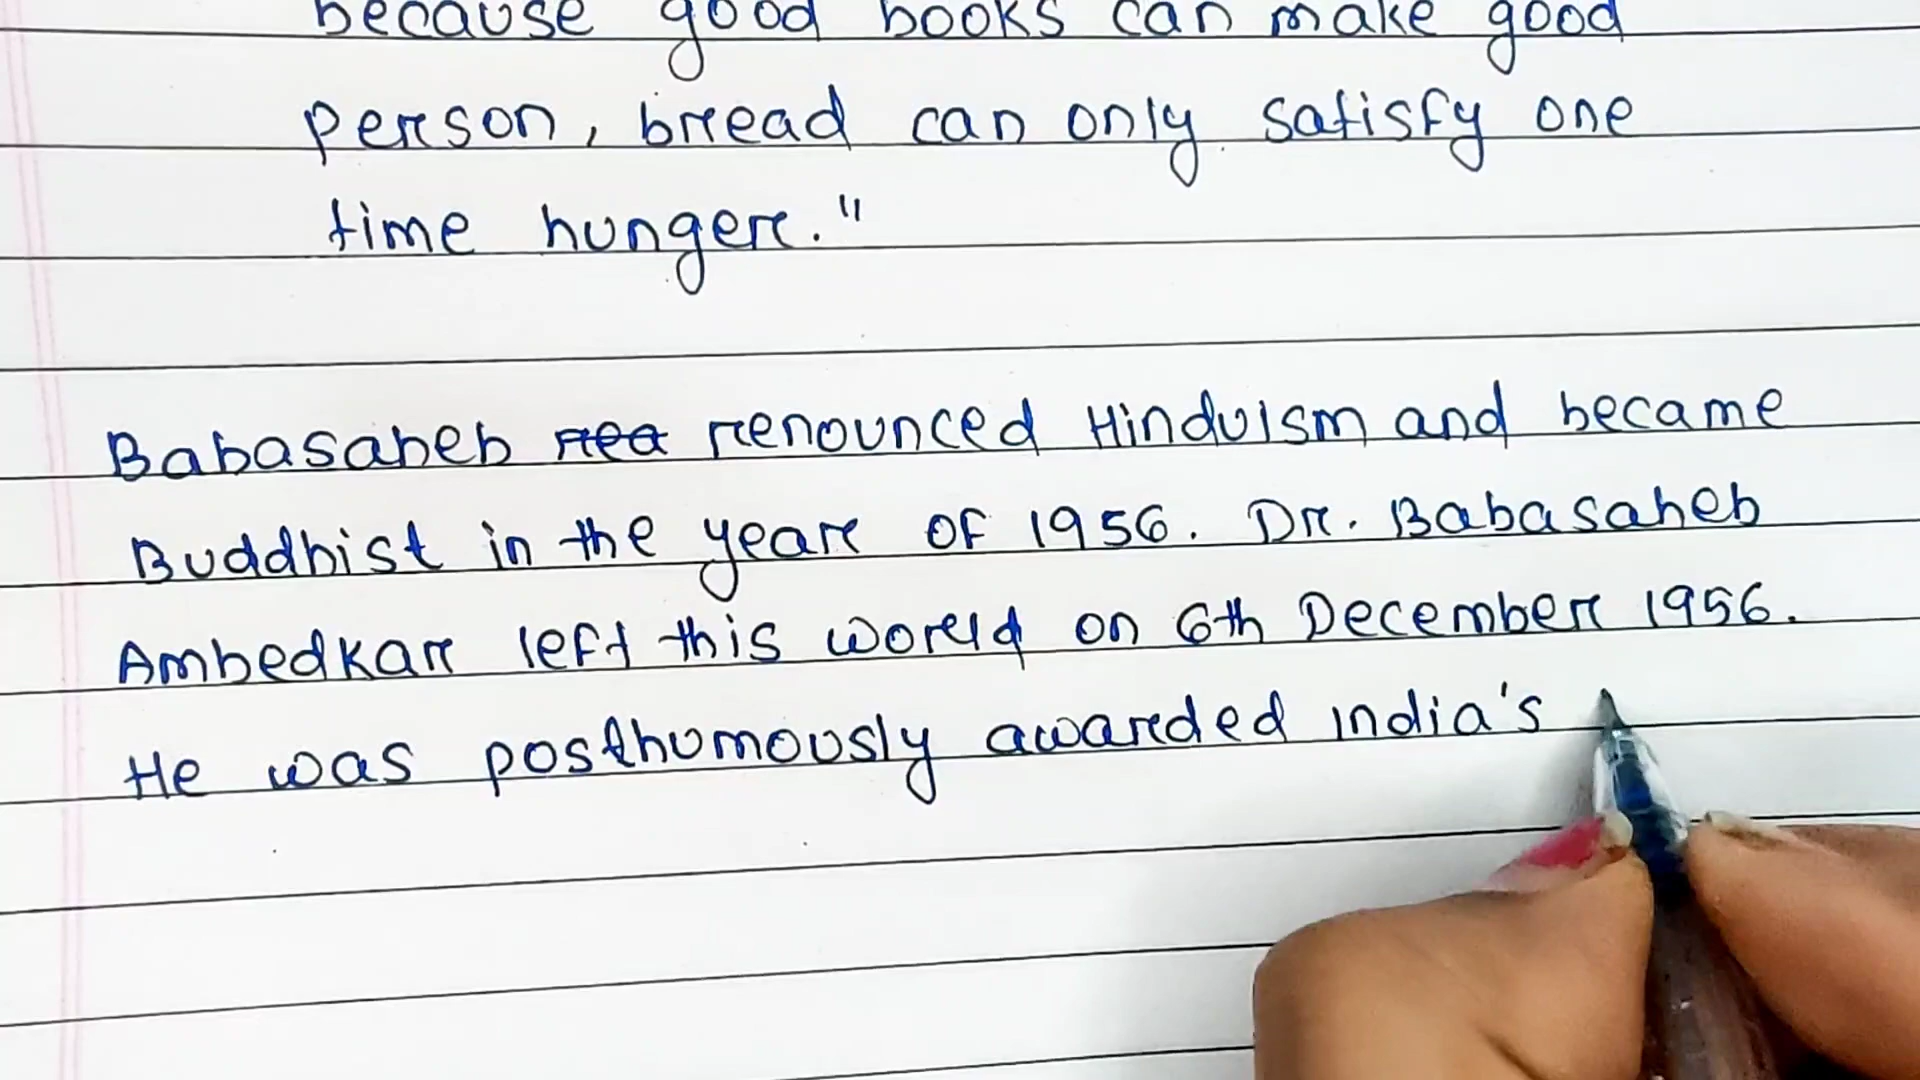 because good books can make good
person, bread can only satisfy one
time hunger."
Babasaheb rea renounced Hinduism and became
Buddhist in the year of 1956. Dr. Babasaheb
Ambedkar left this world on 6th December 1956.
He was posthumously awarded india's